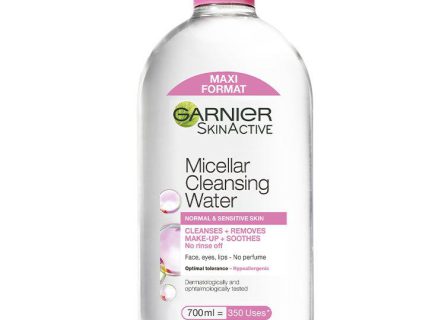 MAXI
FORMAT
GARNIER
SKINACTIVE
Micellar
Cleansing
Water
NORMAL & SENSITIVE SKIN
CLEANSES + REMOVES
MAKE-UP + SOOTHES
No rinse off
Face, eyes, lips - No perfume
Optimal tolerance - Hypoallergenic
Dermatologically and
ophtalmologically tested
700ml = 350 Uses*